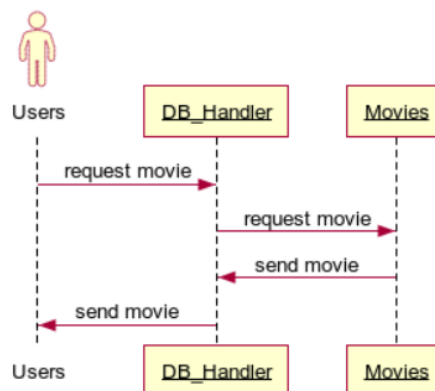 Users
DB_Handler
Movies
request movie
request movie
send movie
send movie
Users
DB_Handler
Movies